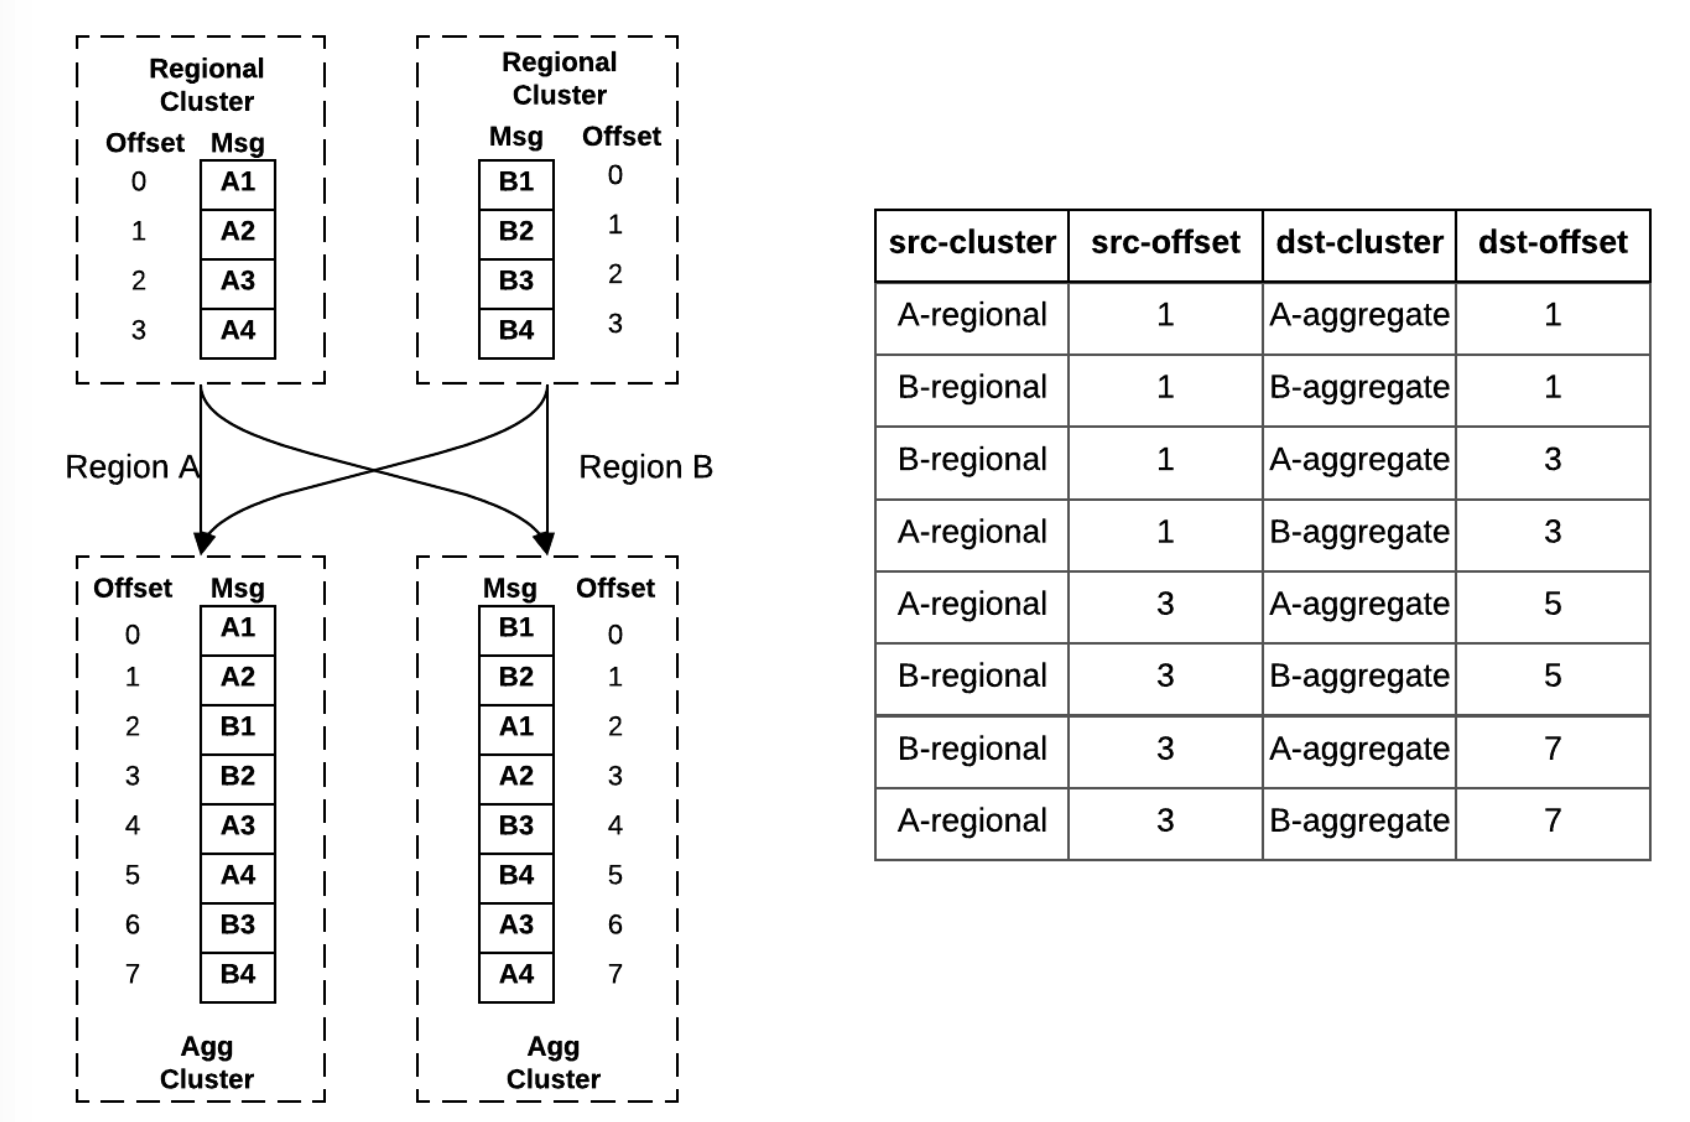 Regional
Cluster
Offset Msg
0 A1
1 A2
2 A3
3 A4
Regional
Cluster
Msg Offset
B1 0
B2 1
B3 2
B4 3
Region A
Region B
Offset Msg
0 A1
1 A2
2 B1
3 B2
4 A3
5 A4
6 B3
7 B4
Agg
Cluster
Msg Offset
B1 0
B2 1
A1 2
A2 3
B3 4
B4 5
A3 6
A4 7
Agg
Cluster
src-cluster src-offset dst-cluster dst-offset
A-regional 1 A-aggregate 1
B-regional 1 B-aggregate 1
B-regional 1 A-aggregate 3
A-regional 1 B-aggregate 3
A-regional 3 A-aggregate 5
B-regional 3 B-aggregate 5
B-regional 3 A-aggregate 7
A-regional 3 B-aggregate 7